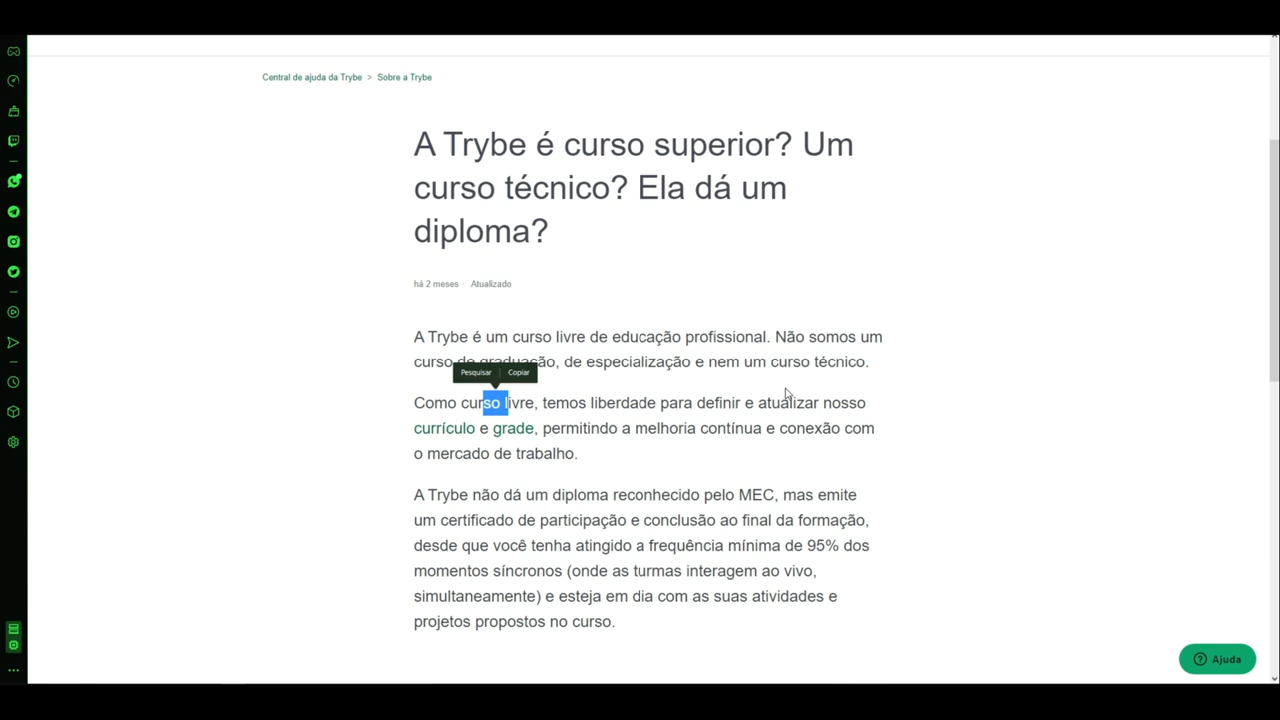 Central de ajuda da Trybe > Sobre a Trybe
A Trybe é curso superior? Um
curso técnico? Ela dá um
diploma?
há 2 meses · Atualizado
A Trybe é um curso livre de educação profissional. Não somos um
curso de graduação, de especialização e nem um curso técnico.
Pesquisar Copiar
Como curso livre, temos liberdade para definir e atualizar nosso
currículo e grade, permitindo a melhoria contínua e conexão com
o mercado de trabalho.
A Trybe não dá um diploma reconhecido pelo MEC, mas emite
um certificado de participação e conclusão ao final da formação,
desde que você tenha atingido a frequência mínima de 95% dos
momentos síncronos (onde as turmas interagem ao vivo,
simultaneamente) e esteja em dia com as suas atividades e
projetos propostos no curso.
Ajuda